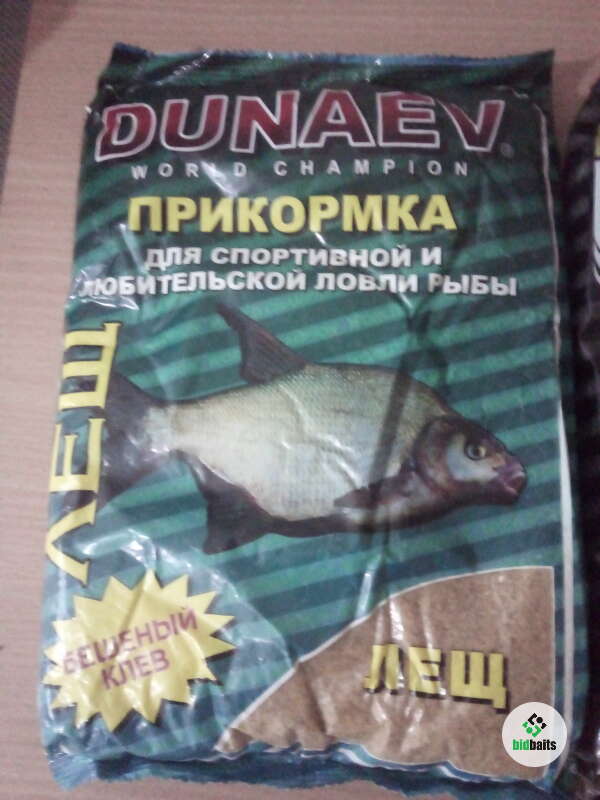 DUNAEV®
WORLD CHAMPION
ПРИКОРМКА
ДЛЯ СПОРТИВНОЙ И
ЛЮБИТЕЛЬСКОЙ ЛОВЛИ РЫБЫ
ЛЕЩ
БЕШЕНЫЙ
КЛЕВ
ЛЕЩ
bidbaits